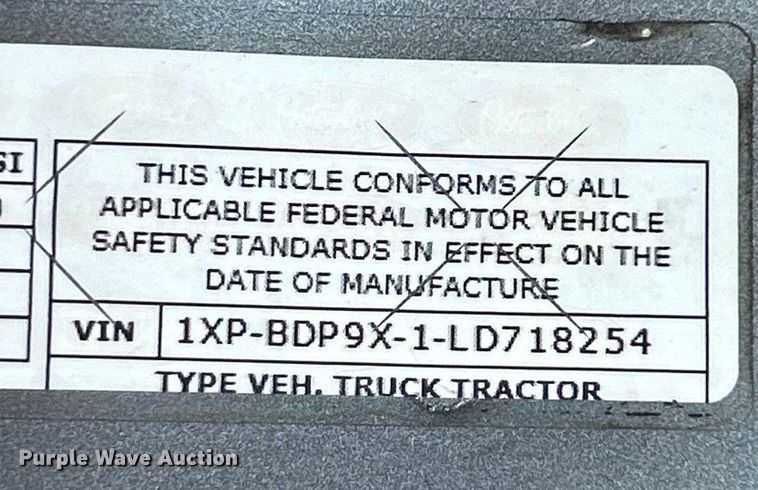 SI
THIS VEHICLE CONFORMS TO ALL
APPLICABLE FEDERAL MOTOR VEHICLE
SAFETY STANDARDS IN EFFECT ON THE
DATE OF MANUFACTURE
VIN 1XP-BDP9X-1-LD718254
TYPE VEH. TRUCK TRACTOR
Purple Wave Auction